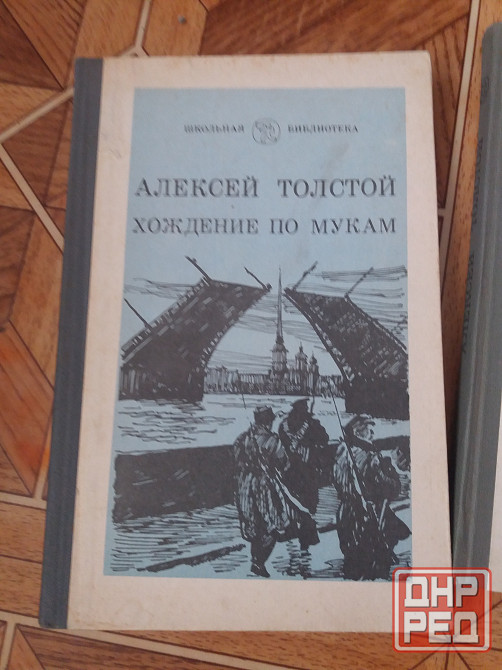 ШКОЛЬНАЯ БИБЛИОТЕКА
АЛЕКСЕЙ ТОЛСТОЙ
ХОЖДЕНИЕ ПО МУКАМ
ДНР
РЕД